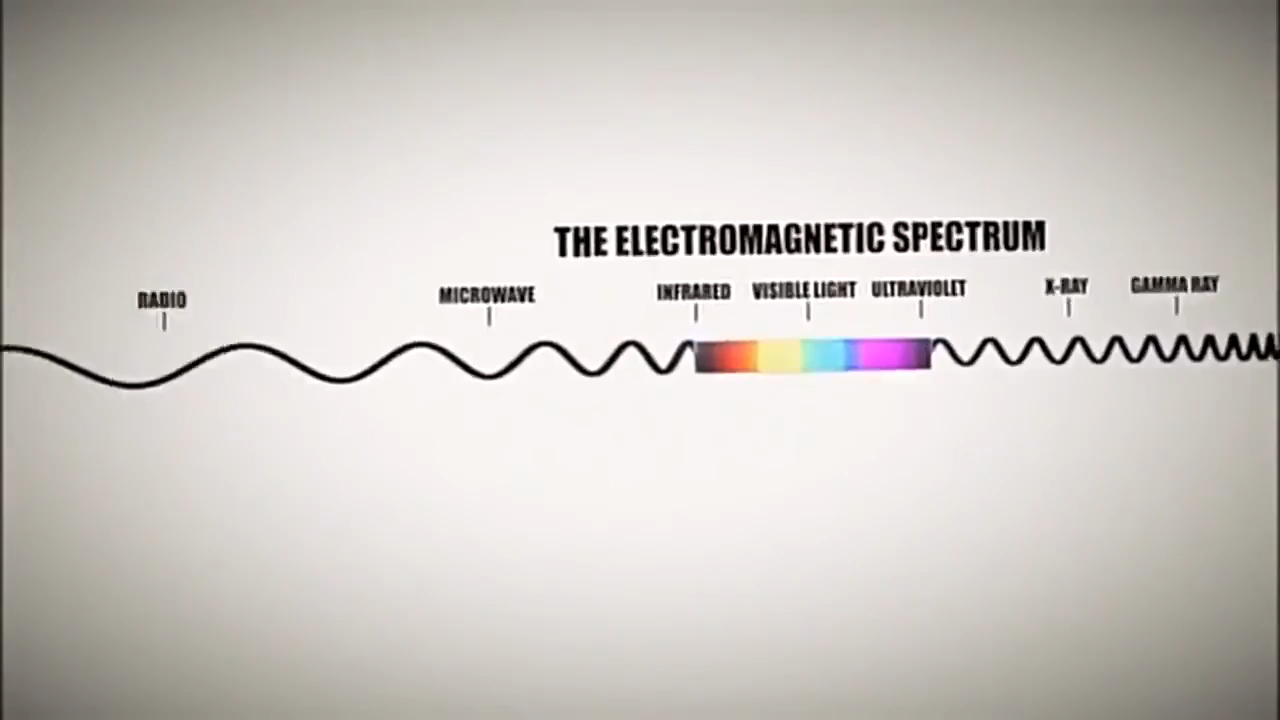 THE ELECTROMAGNETIC SPECTRUM
RADIO
MICROWAVE
INFRARED
VISIBLE LIGHT
ULTRAVIOLET
X-RAY
GAMMA RAY